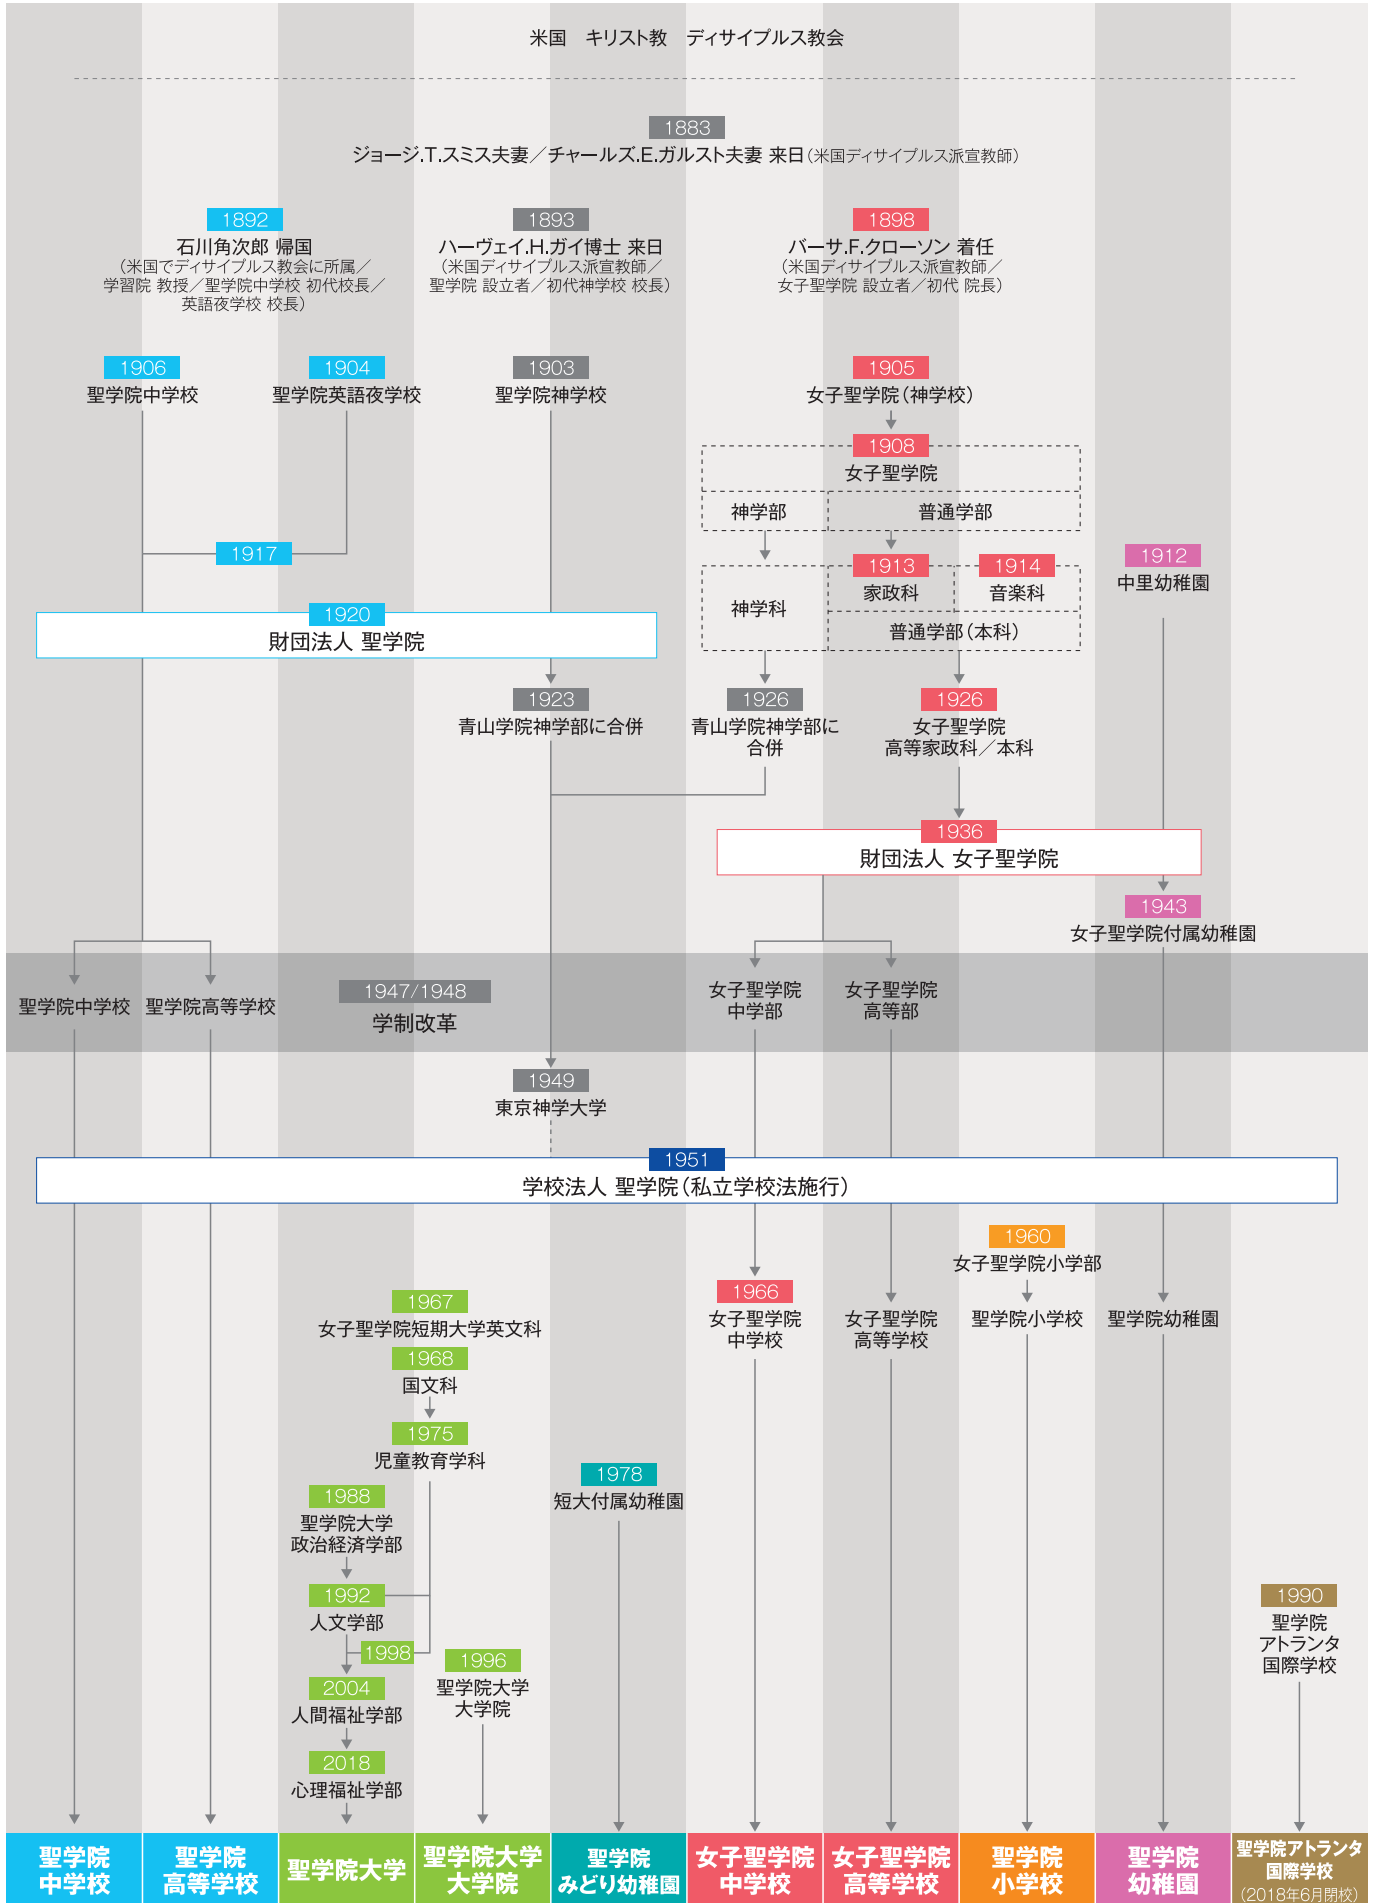 米国　キリスト教　ディサイプルス教会
1883
ジョージ.T.スミス夫妻／チャールズ.E.ガルスト夫妻 来日(米国ディサイプルス派宣教師)
1892
石川角次郎 帰国
(米国でディサイプルス教会に所属／
学習院 教授／聖学院中学校 初代校長／
英語夜学校 校長)
1893
ハーヴェイ.H.ガイ博士 来日
(米国ディサイプルス派宣教師／
聖学院 設立者／初代神学校 校長)
1898
バーサ.F.クローソン 着任
(米国ディサイプルス派宣教師／
女子聖学院 設立者／初代 院長)
1906
聖学院中学校
1904
聖学院英語夜学校
1903
聖学院神学校
1905
女子聖学院(神学校)
1908
女子聖学院
神学部
普通学部
1917
1913
家政科
1914
音楽科
神学科
普通学部(本科)
1912
中里幼稚園
1920
財団法人 聖学院
1923
青山学院神学部に合併
1926
青山学院神学部に
合併
1926
女子聖学院
高等家政科／本科
1936
財団法人 女子聖学院
1943
女子聖学院付属幼稚園
聖学院中学校
聖学院高等学校
1947/1948
学制改革
女子聖学院
中学部
女子聖学院
高等部
1949
東京神学大学
1951
学校法人 聖学院(私立学校法施行)
1960
女子聖学院小学部
聖学院小学校
1966
女子聖学院
中学校
女子聖学院
高等学校
聖学院幼稚園
1967
女子聖学院短期大学英文科
1968
国文科
1975
児童教育学科
1978
短大付属幼稚園
1988
聖学院大学
政治経済学部
1992
人文学部
1998
1996
聖学院大学
大学院
2004
人間福祉学部
2018
心理福祉学部
1990
聖学院
アトランタ
国際学校
聖学院
中学校
聖学院
高等学校
聖学院大学
聖学院大学
大学院
聖学院
みどり幼稚園
女子聖学院
中学校
女子聖学院
高等学校
聖学院
小学校
聖学院
幼稚園
聖学院アトランタ
国際学校
(2018年6月閉校)